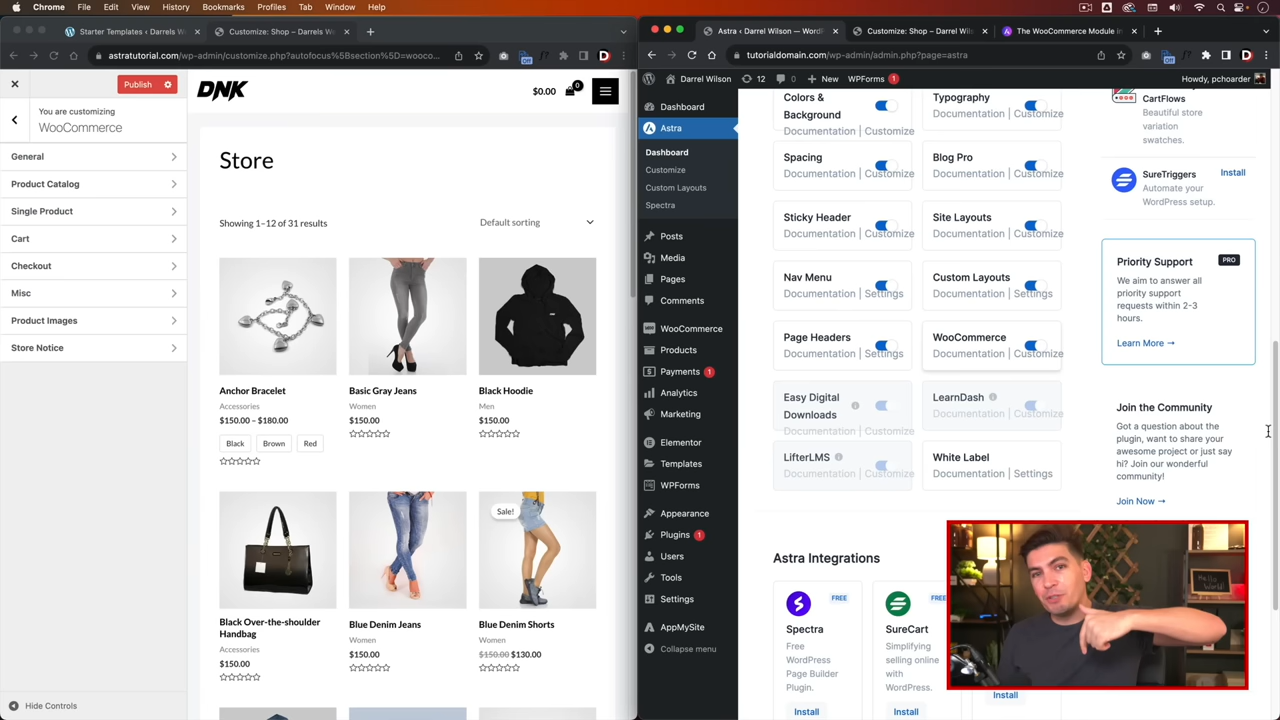 Chrome File Edit View History Bookmarks Profiles Tab Window Help
Starter Templates ‹ Darrels W
Customize: Shop – Darrels We
astratutorial.com/wp-admin/customize.php?autofocus%5Bsection%5D=wooco...
Publish
You are customizing
WooCommerce
General
Product Catalog
Single Product
Cart
Checkout
Misc
Product Images
Store Notice
Hide Controls
DNK
$0.00
0
Store
Showing 1–12 of 31 results
Default sorting
Anchor Bracelet
Accessories
$150.00 – $180.00
Black
Brown
Red
Basic Gray Jeans
Women
$150.00
Black Hoodie
Men
$150.00
Black Over-the-shoulder
Handbag
Accessories
$150.00
Blue Denim Jeans
Women
$150.00
Sale!
Blue Denim Shorts
Women
$150.00 $130.00
Astra ‹ Darrel Wilson — WordP
Customize: Shop – Darrel Wil
The WooCommerce Module in
tutorialdomain.com/wp-admin/admin.php?page=astra
Darrel Wilson
12
0
New
WPForms 1
Howdy, pchoarder
Dashboard
Astra
Dashboard
Customize
Custom Layouts
Spectra
Posts
Media
Pages
Comments
WooCommerce
Products
Payments 1
Analytics
Marketing
Elementor
Templates
WPForms
Appearance
Plugins 1
Users
Tools
Settings
AppMySite
Collapse menu
Colors &
Background
Documentation | Customize
Typography
Documentation | Customize
Spacing
Documentation | Customize
Blog Pro
Documentation | Customize
Sticky Header
Documentation | Customize
Site Layouts
Documentation | Customize
Nav Menu
Documentation | Settings
Custom Layouts
Documentation | Settings
Page Headers
Documentation | Settings
WooCommerce
Documentation | Customize
Easy Digital
Downloads
Documentation | Customize
LearnDash
Documentation | Customize
LifterLMS
Documentation | Customize
White Label
Documentation | Settings
Astra Integrations
FREE
Spectra
Free
WordPress
Page Builder
Plugin.
Install
FREE
SureCart
Simplifying
selling online
with
WordPress.
Install
Install
CartFlows
Beautiful store
variation
swatches.
SureTriggers
Install
Automate your
WordPress setup.
Priority Support
PRO
We aim to answer all
priority support
requests within 2-3
hours.
Learn More →
Join the Community
Got a question about the
plugin, want to share your
awesome project or just say
hi? Join our wonderful
community!
Join Now →
Hello
World!